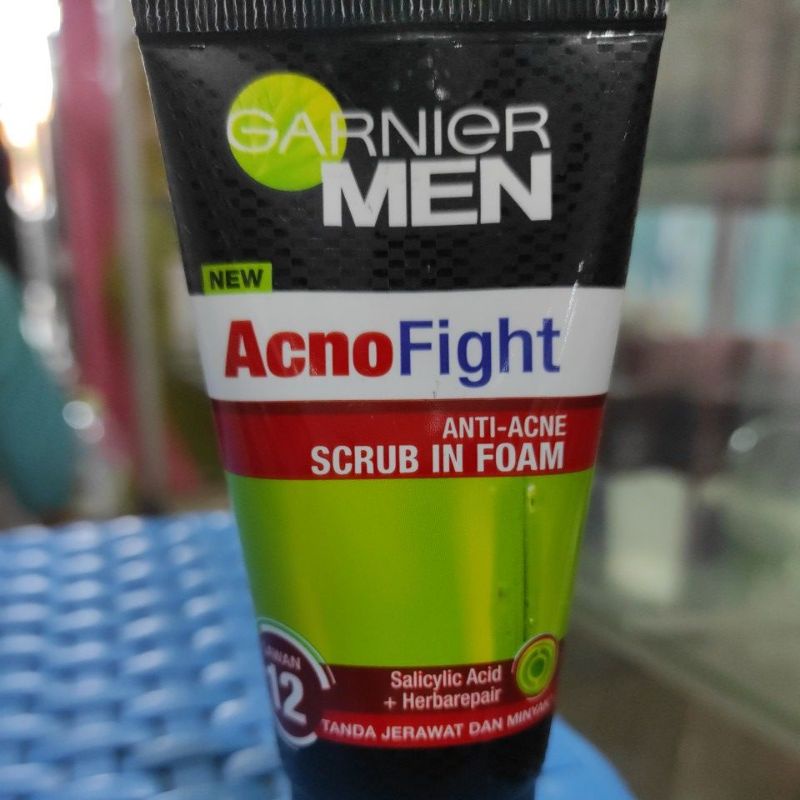 GARNIER
MEN
NEW
AcnoFight
ANTI-ACNE
SCRUB IN FOAM
Salicylic Acid
+ Herbarepair
12
TANDA JERAWAT DAN MINYAK